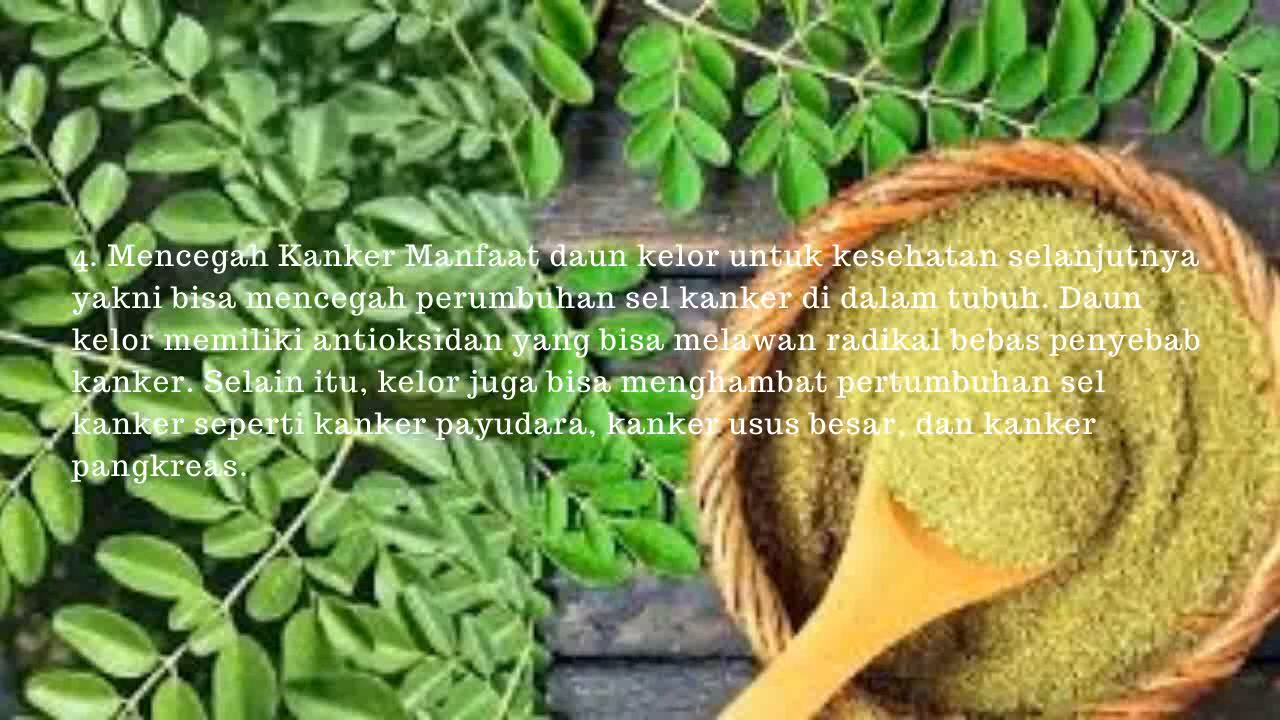 4. Mencegah Kanker Manfaat daun kelor untuk kesehatan selanjutnya
yakni bisa mencegah perumbuhan sel kanker di dalam tubuh. Daun
kelor memiliki antioksidan yang bisa melawan radikal bebas penyebab
kanker. Selain itu, kelor juga bisa menghambat pertumbuhan sel
kanker seperti kanker payudara, kanker usus besar, dan kanker
pangkreas.